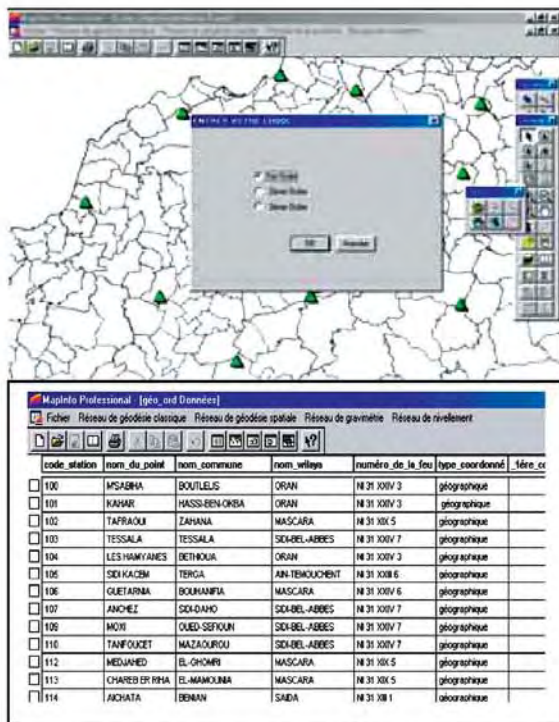 ENTRER VOTRE CHOIX
MapInfo Professional - [géo_ord Données]
Fichier Réseau de géodésie classique Réseau de géodésie spatiale Réseau de gravimétrie Réseau de nivelement
code_station nom_du_point nom_commune nom_wilaya numéro_de_la_feu type_coordonné _1ére_co
100 M'SABIHA BOUTLELIS ORAN NI 31 XXIV 3 géographique
101 KAHAR HASSI-BEN-OKBA ORAN NI 31 XXIV 3 géographique
102 TAFRAOUI ZAHANA MASCARA NI 31 XIX 5 géographique
103 TESSALA TESSALA SIDI-BEL-ABBES NI 31 XXIV 7 géographique
104 LES HAMYANES BETHIOUA ORAN NI 31 XXIV 3 géographique
105 SIDI KACEM TERGA AIN-TEMOUCHENT NI 31 XXIII 6 géographique
106 GUETARNIA BOUHANIFIA MASCARA NI 31 XXIV 6 géographique
107 ANCHEZ SIDI-DAHO SIDI-BEL-ABBES NI 31 XXIV 7 géographique
109 MOXI OUED-SEFIOUN SIDI-BEL-ABBES NI 31 XXIV 7 géographique
110 TANFOUCET MAZAOUROU SIDI-BEL-ABBES NI 31 XXIV 7 géographique
112 MEDJAHED EL-GHOMRI MASCARA NI 31 XIX 5 géographique
113 CHAREB ER RIHA EL-MAMOUNIA MASCARA NI 31 XIX 5 géographique
114 AICHATA BENIAN SAIDA NI 31 XIII 1 géographique